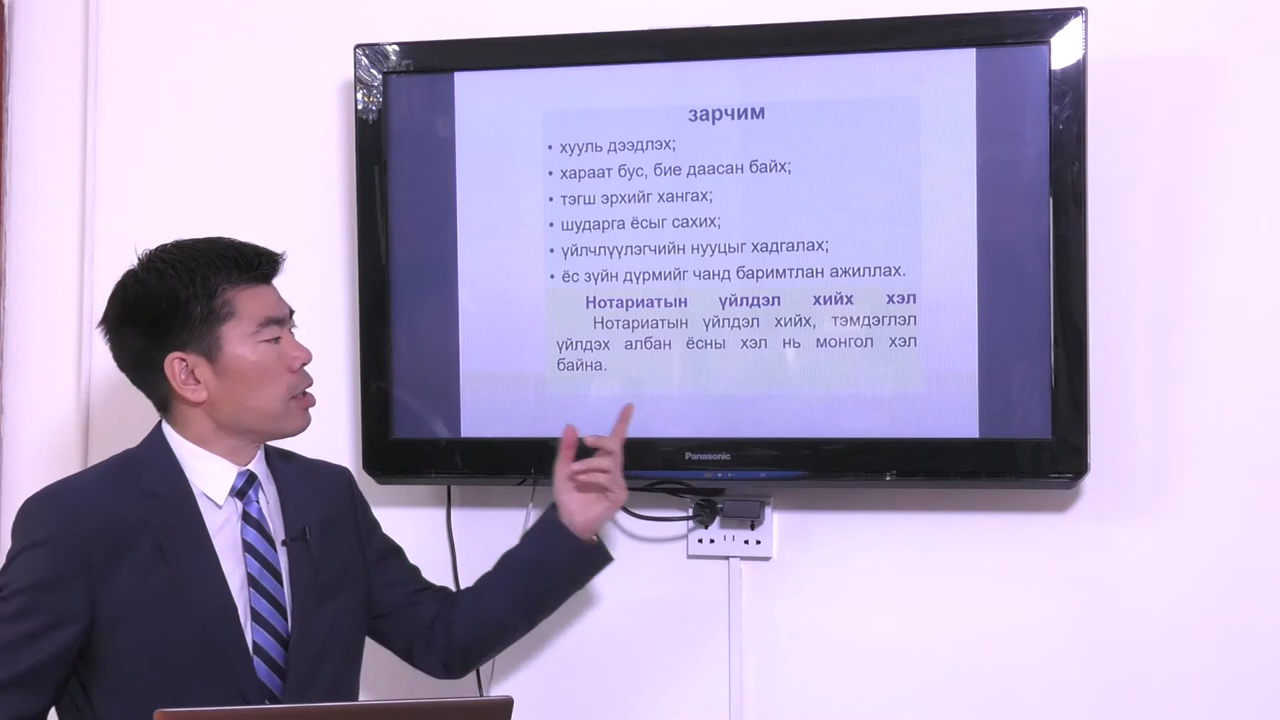 зарчим
• хууль дээдлэх;
• хараат бус, бие даасан байх;
• тэгш эрхийг хангах;
• шударга ёсыг сахих;
• үйлчлүүлэгчийн нууцыг хадгалах;
• ёс зүйн дүрмийг чанд баримтлан ажиллах.
Нотариатын үйлдэл хийх хэл
Нотариатын үйлдэл хийх, тэмдэглэл
үйлдэх албан ёсны хэл нь монгол хэл
байна.
Panasonic